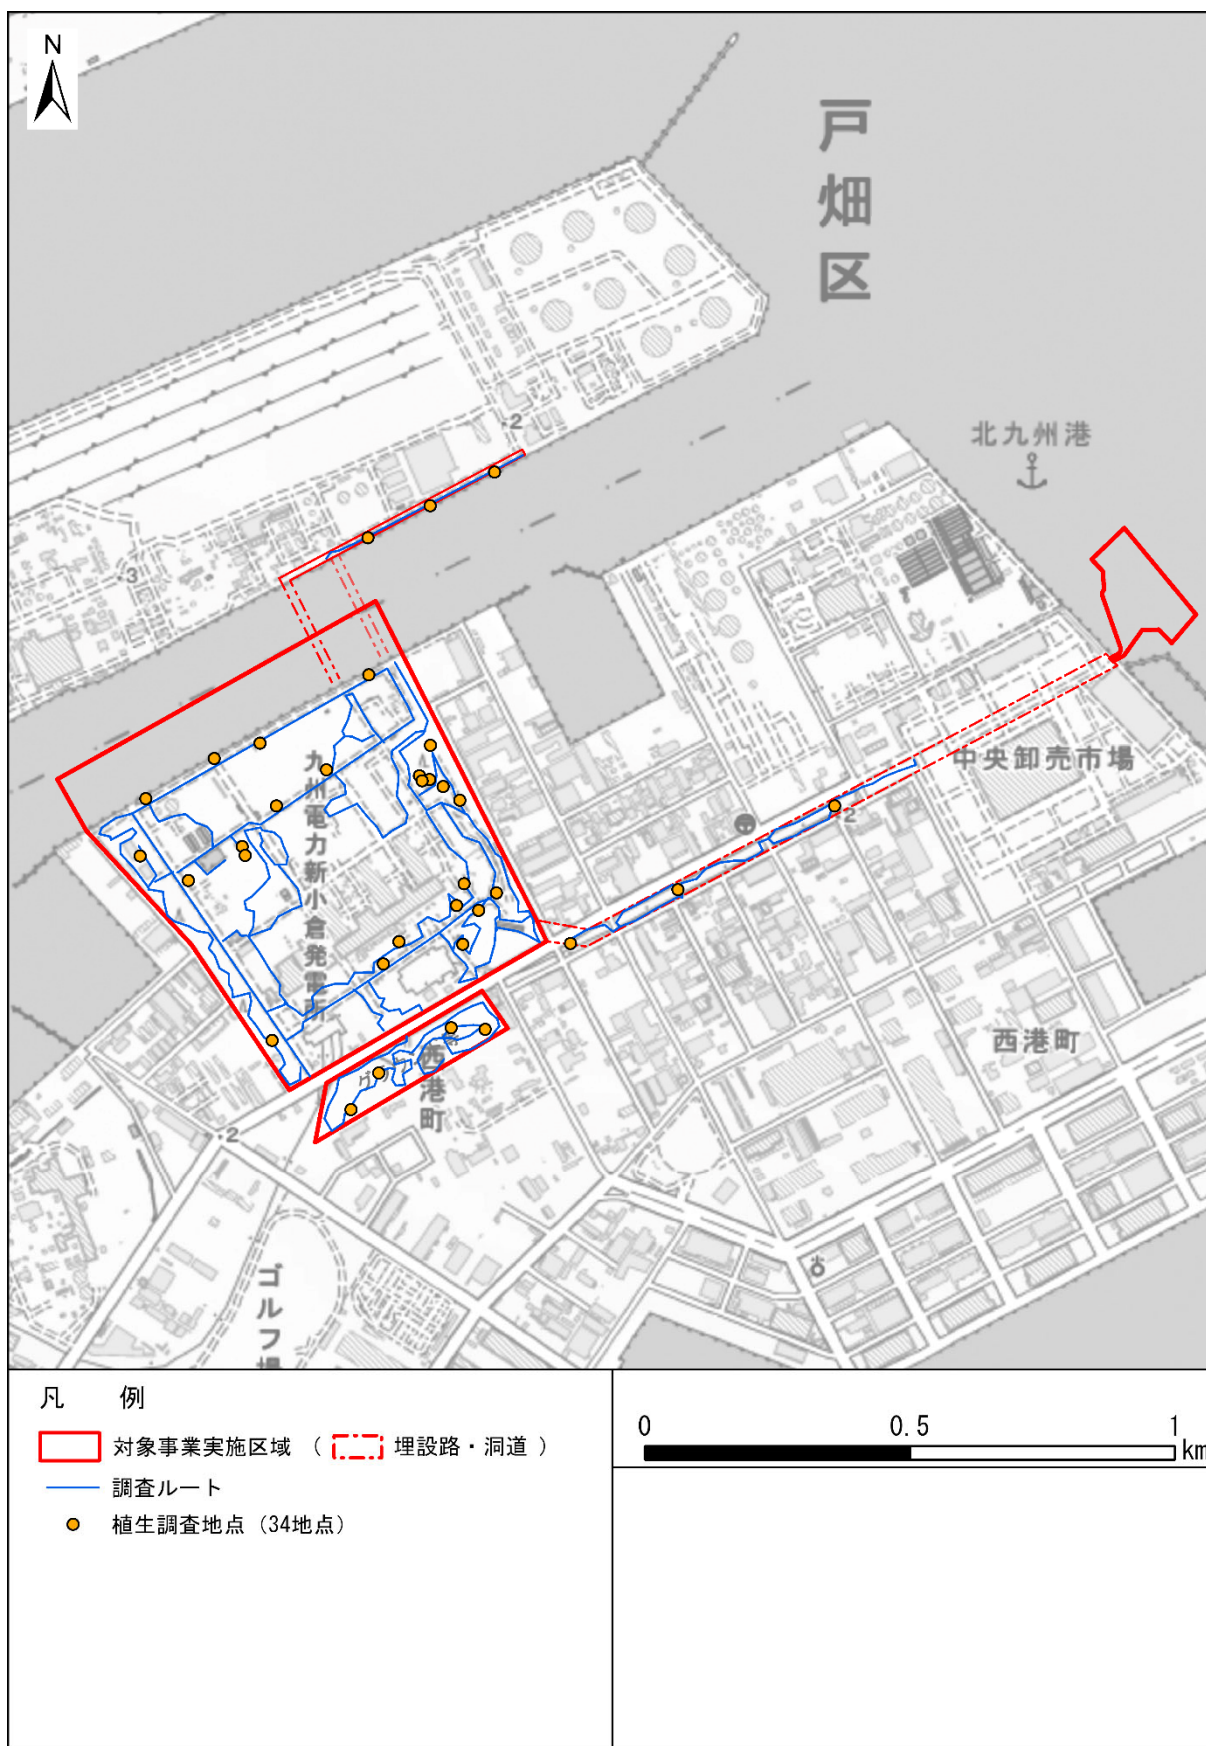 N
戸畑区
北九州港
2
3
中央卸売市場
2
九州電力新小倉発電所
西港町
西港町
2
ゴルフ場
凡 例
対象事業実施区域 ( 埋設路・洞道 )
調査ルート
植生調査地点 (34地点)
0 0.5 1
km